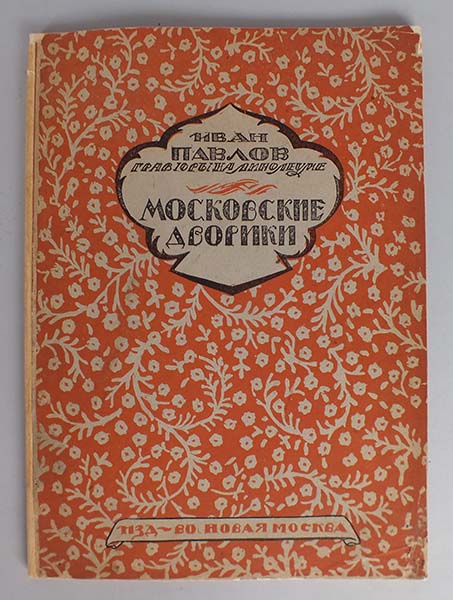 ИВАН
ПАВЛОВ
ГРАВЮРЫ НА ЛИНОЛЕУМЕ
МОСКОВСКИЕ
ДВОРИКИ
ИЗД-ВО. НОВАЯ МОСКВА